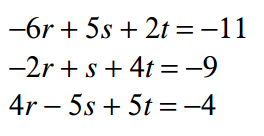 −6r + 5s + 2t = −11
−2r + s + 4t = −9
4r − 5s + 5t = −4